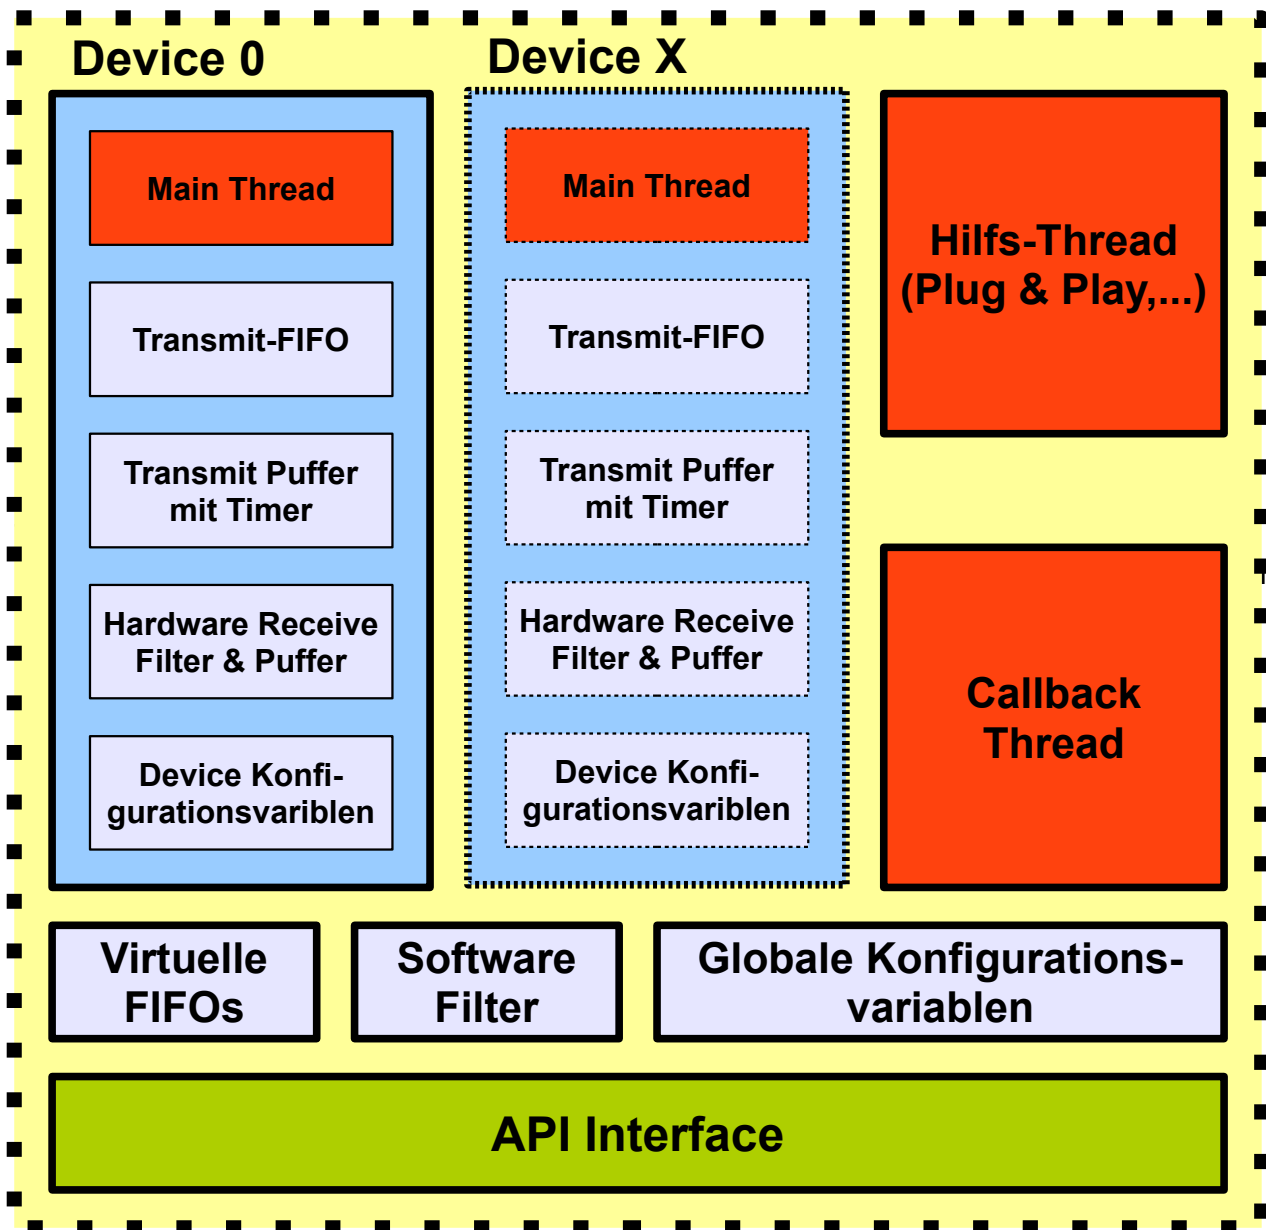 Device 0
Main Thread
Transmit-FIFO
Transmit Puffer
mit Timer
Hardware Receive
Filter & Puffer
Device Konfi-
gurationsvariblen
Device X
Main Thread
Transmit-FIFO
Transmit Puffer
mit Timer
Hardware Receive
Filter & Puffer
Device Konfi-
gurationsvariblen
Hilfs-Thread
(Plug & Play,...)
Callback
Thread
Virtuelle
FIFOs
Software
Filter
Globale Konfigurations-
variablen
API Interface